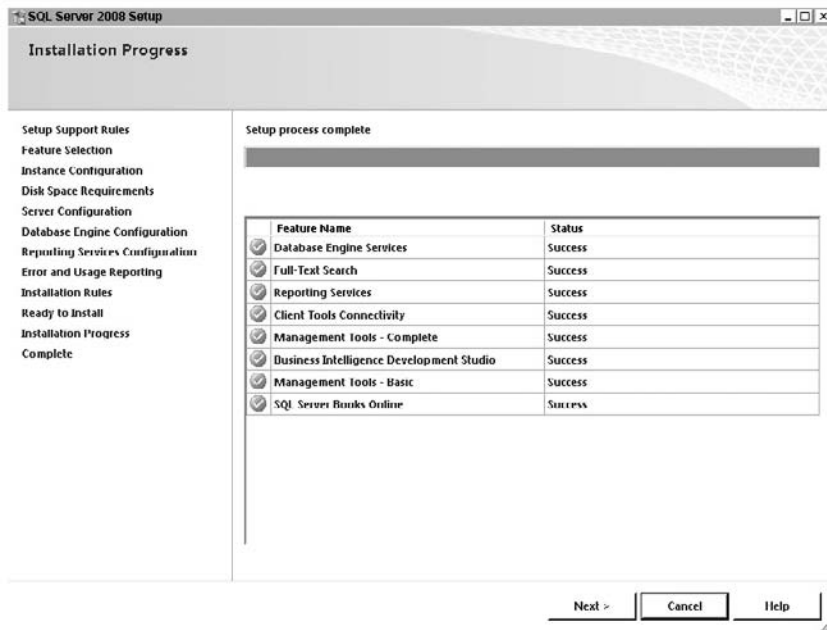 SQL Server 2008 Setup
Installation Progress
Setup Support Rules
Feature Selection
Instance Configuration
Disk Space Requirements
Server Configuration
Database Engine Configuration
Reporting Services Configuration
Error and Usage Reporting
Installation Rules
Ready to Install
Installation Progress
Complete
Setup process complete
Feature Name Status
Database Engine Services Success
Full-Text Search Success
Reporting Services Success
Client Tools Connectivity Success
Management Tools - Complete Success
Business Intelligence Development Studio Success
Management Tools - Basic Success
SQL Server Books Online Success
Next > Cancel Help